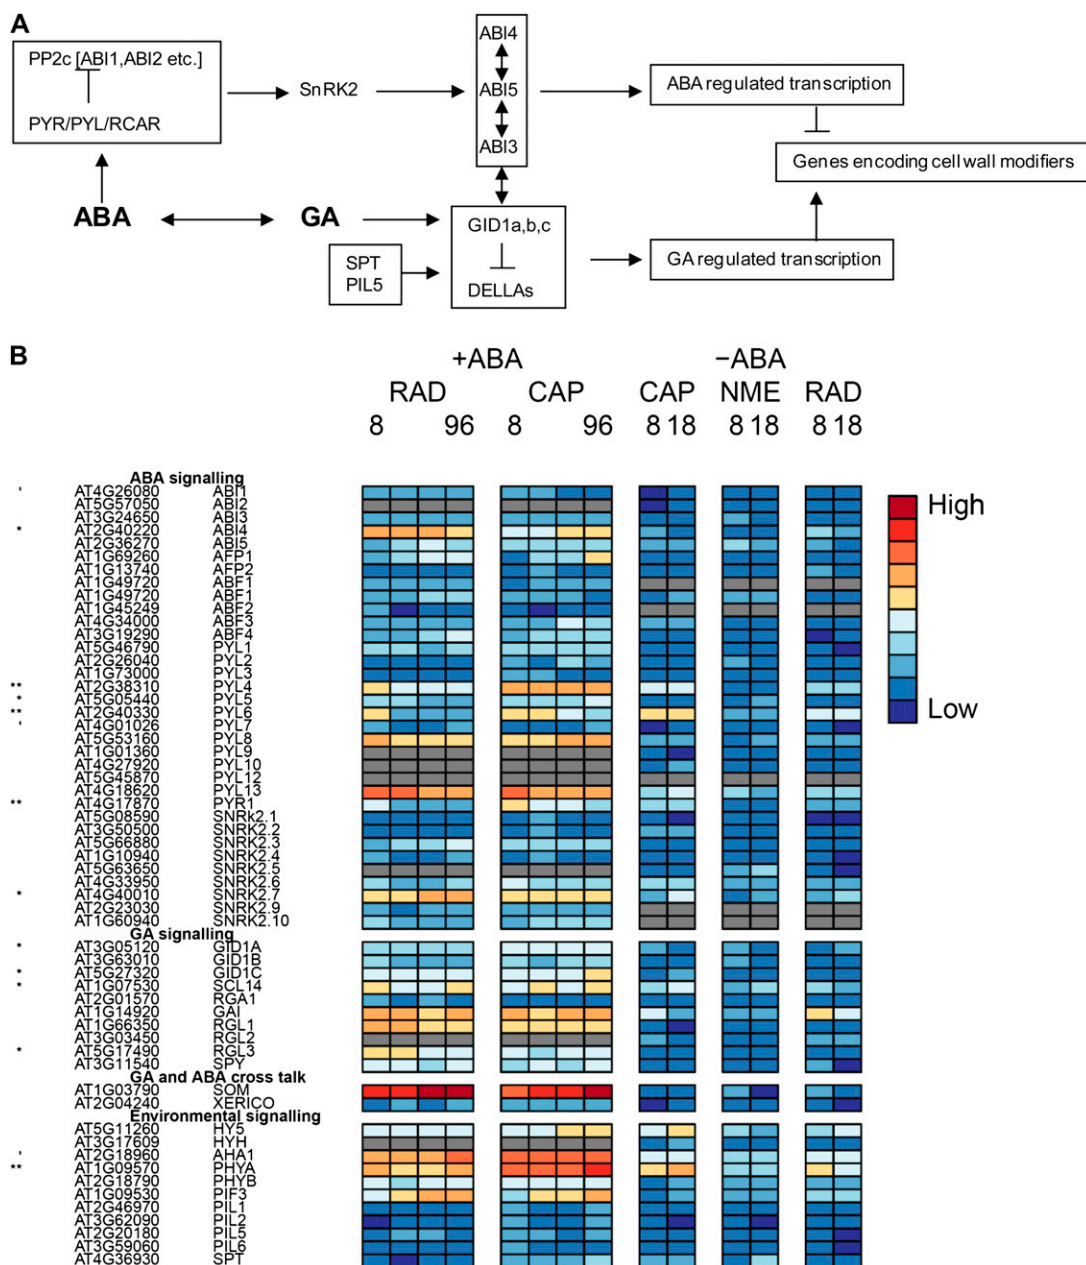 A
PP2c [ABI1,ABI2 etc.]
PYR/PYL/RCAR
SnRK2
ABI4
ABI5
ABI3
ABA regulated transcription
Genes encoding cell wall modifiers
ABA
GA
GID1a,b,c
DELLAs
SPT
PIL5
GA regulated transcription
B
+ABA
−ABA
RAD CAP CAP NME RAD
8 96 8 96 8 18 8 18 8 18
High
Low
ABA signalling
' AT4G26080 ABI1
AT5G57050 ABI2
AT3G24650 ABI3
* AT2G40220 ABI4
AT2G36270 ABI5
AT1G69260 AFP1
AT1G13740 AFP2
AT1G49720 ABF1
AT1G49720 ABF1
AT1G45249 ABF2
AT4G34000 ABF3
AT3G19290 ABF4
AT5G46790 PYL1
AT2G26040 PYL2
AT1G73000 PYL3
** AT2G38310 PYL4
* AT5G05440 PYL5
** AT2G40330 PYL6
' AT4G01026 PYL7
AT5G53160 PYL8
AT1G01360 PYL9
AT4G27920 PYL10
AT5G45870 PYL12
AT4G18620 PYL13
** AT4G17870 PYR1
AT5G08590 SNRk2.1
AT3G50500 SNRK2.2
AT5G66880 SNRK2.3
AT1G10940 SNRK2.4
AT5G63650 SNRK2.5
AT4G33950 SNRK2.6
* AT4G40010 SNRK2.7
AT2G23030 SNRK2.9
AT1G60940 SNRK2.10
GA signalling
* AT3G05120 GID1A
AT3G63010 GID1B
* AT5G27320 GID1C
* AT1G07530 SCL14
AT2G01570 RGA1
AT1G14920 GAI
AT1G66350 RGL1
AT3G03450 RGL2
* AT5G17490 RGL3
AT3G11540 SPY
GA and ABA cross talk
AT1G03790 SOM
AT2G04240 XERICO
Environmental signalling
AT5G11260 HY5
AT3G17609 HYH
' AT2G18960 AHA1
** AT1G09570 PHYA
AT2G18790 PHYB
AT1G09530 PIF3
AT2G46970 PIL1
AT3G62090 PIL2
AT2G20180 PIL5
AT3G59060 PIL6
AT4G36930 SPT